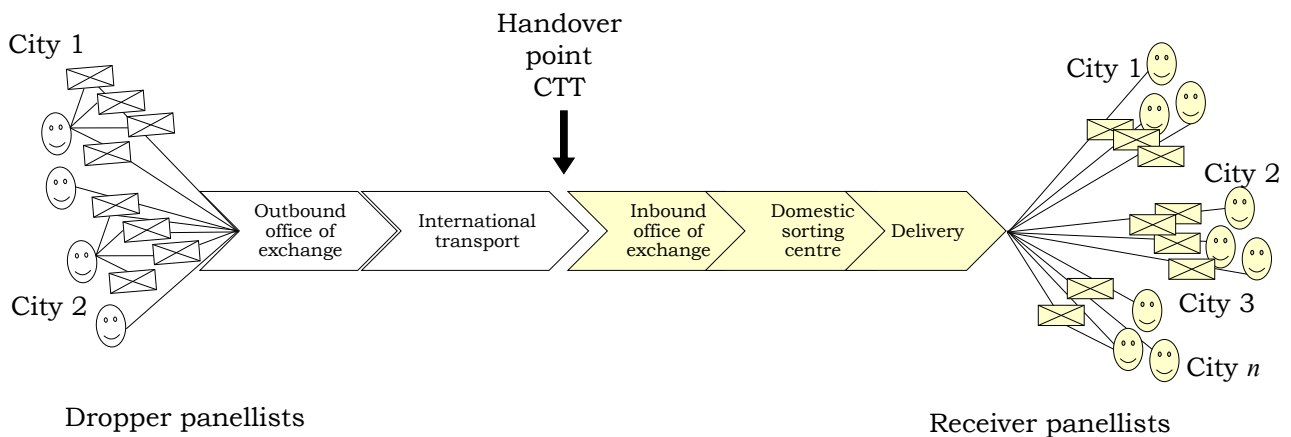 Handover
point
CTT
City 1
City 2
Dropper panellists
Outbound
office of
exchange
International
transport
Inbound
office of
exchange
Domestic
sorting
centre
Delivery
City 1
City 2
City 3
City n
Receiver panellists